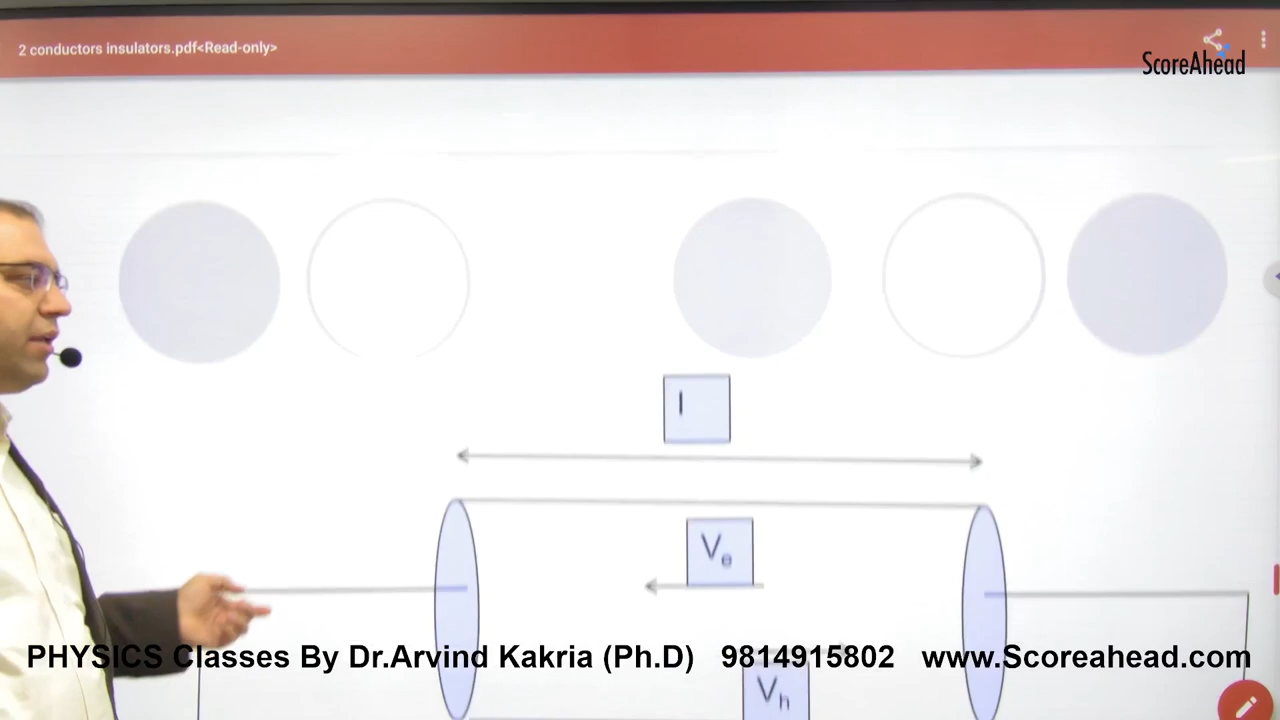 2 conductors insulators.pdf<Read-only>
ScoreAhead
l
Ve
PHYSICS Classes By Dr.Arvind Kakria (Ph.D) 9814915802 www.Scoreahead.com
Vh